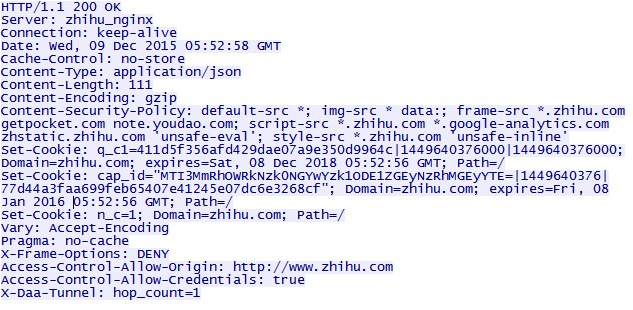 HTTP/1.1 200 OK
Server: zhihu_nginx
Connection: keep-alive
Date: Wed, 09 Dec 2015 05:52:58 GMT
Cache-Control: no-store
Content-Type: application/json
Content-Length: 111
Content-Encoding: gzip
Content-Security-Policy: default-src *; img-src * data:; frame-src *.zhihu.com
getpocket.com note.youdao.com; script-src *.zhihu.com *.google-analytics.com
zhstatic.zhihu.com 'unsafe-eval'; style-src *.zhihu.com 'unsafe-inline'
Set-Cookie: q_c1=411d5f356afd429dae07a9e350d9964c|1449640376000|1449640376000;
Domain=zhihu.com; expires=Sat, 08 Dec 2018 05:52:56 GMT; Path=/
Set-Cookie: cap_id="MTI3MmRhOWRkNzk0NGYwYzk1ODE1ZGEyNzRhMGEyYTE=|1449640376|
77d44a3faa699feb65407e41245e07dc6e3268cf"; Domain=zhihu.com; expires=Fri, 08
Jan 2016 05:52:56 GMT; Path=/
Set-Cookie: n_c=1; Domain=zhihu.com; Path=/
Vary: Accept-Encoding
Pragma: no-cache
X-Frame-Options: DENY
Access-Control-Allow-Origin: http://www.zhihu.com
Access-Control-Allow-Credentials: true
X-Daa-Tunnel: hop_count=1